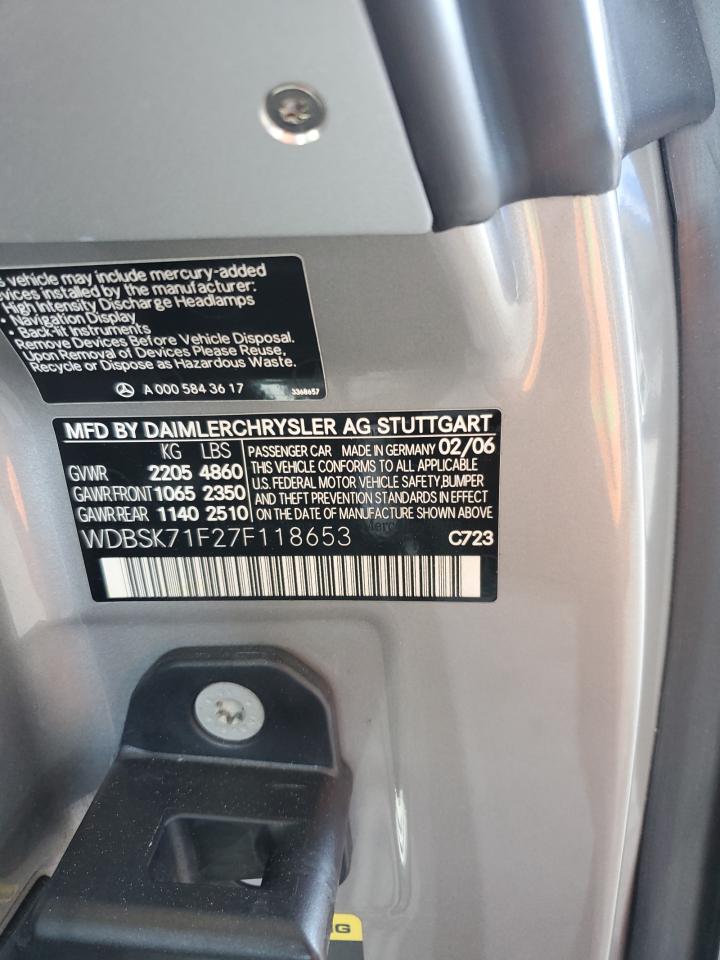 s vehicle may include mercury-added
vices installed by the manufacturer:
High Intensity Discharge Headlamps
• Navigation Display
• Back-lit Instruments
Remove Devices Before Vehicle Disposal.
Upon Removal of Devices Please Reuse,
Recycle or Dispose as Hazardous Waste.
A 000 584 36 17
3368657
MFD BY DAIMLERCHRYSLER AG STUTTGART
KG LBS
GVWR 2205 4860
GAWR FRONT 1065 2350
GAWR REAR 1140 2510
PASSENGER CAR MADE IN GERMANY 02/06
THIS VEHICLE CONFORMS TO ALL APPLICABLE
U.S. FEDERAL MOTOR VEHICLE SAFETY,BUMPER
AND THEFT PREVENTION STANDARDS IN EFFECT
ON THE DATE OF MANUFACTURE SHOWN ABOVE
WDBSK71F27F118653
C723